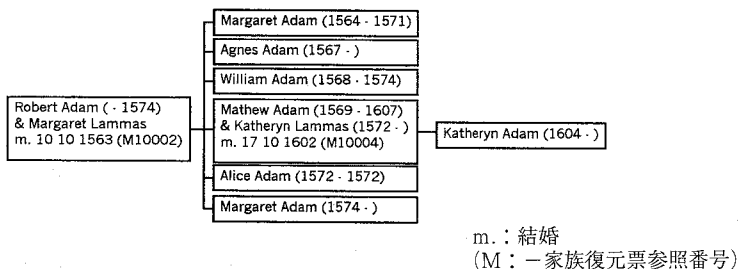 Margaret Adam (1564 - 1571)
Agnes Adam (1567 - )
William Adam (1568 - 1574)
Robert Adam ( - 1574)
& Margaret Lammas
m. 10 10 1563 (M10002)
Mathew Adam (1569 - 1607)
& Katheryn Lammas (1572 - )
m. 17 10 1602 (M10004)
Katheryn Adam (1604 - )
Alice Adam (1572 - 1572)
Margaret Adam (1574 - )
m.：結婚
(M：－家族復元票参照番号)